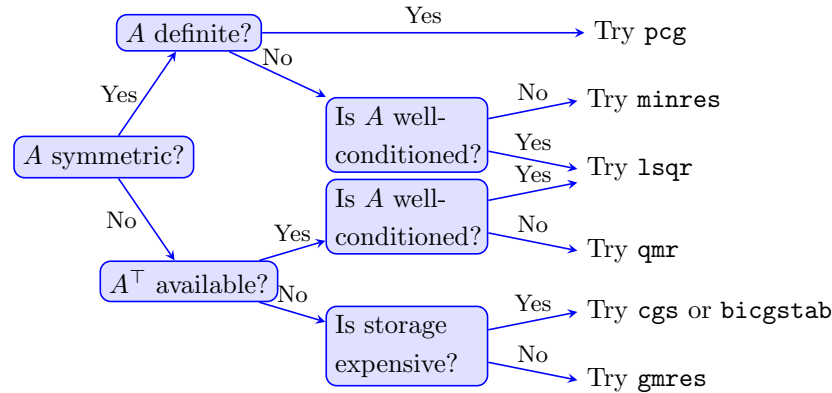 Yes
A definite?
Try pcg
No
No
Try minres
Yes
Is A well-
conditioned?
Yes
A symmetric?
Try lsqr
Yes
Is A well-
conditioned?
No
No
Yes
Try qmr
A⊤ available?
No
Yes
Try cgs or bicgstab
Is storage
expensive?
No
Try gmres